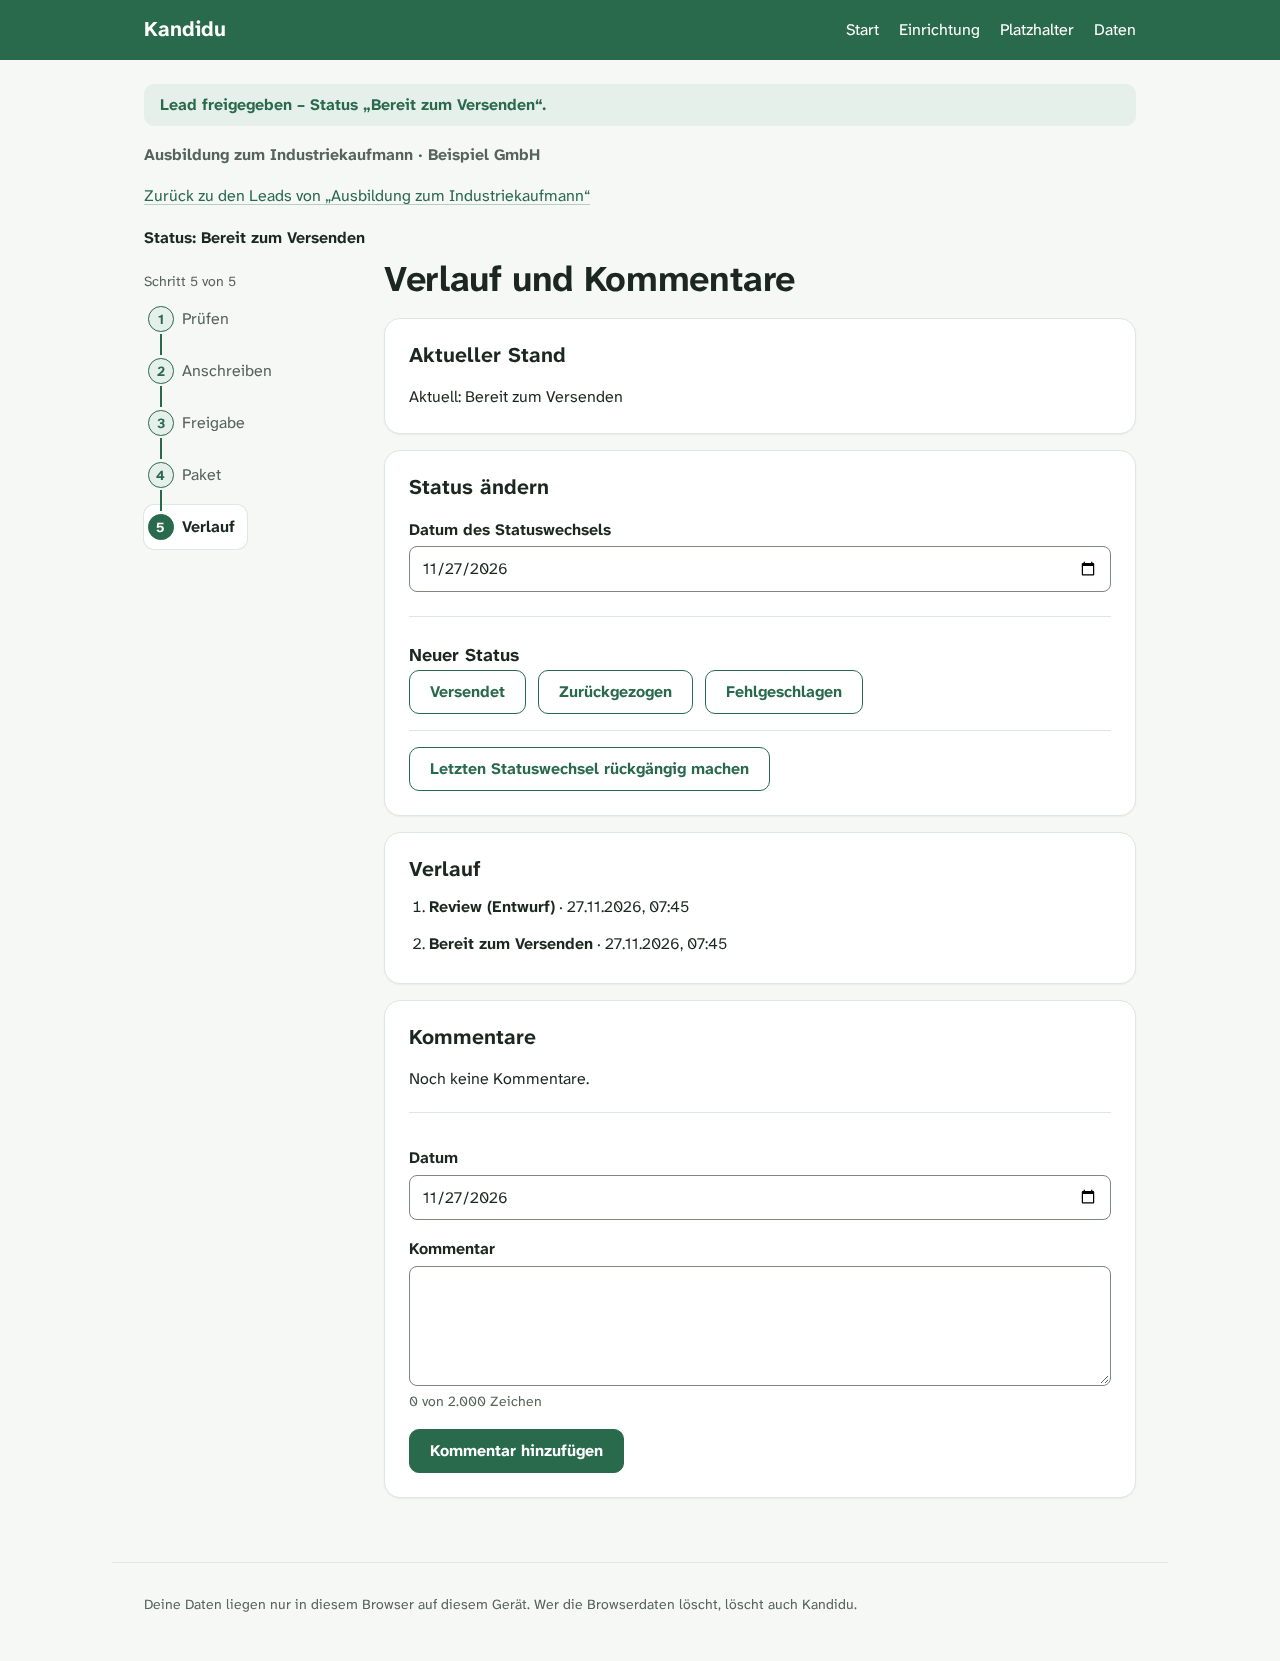 Kandidu
Start Einrichtung Platzhalter Daten
Lead freigegeben – Status „Bereit zum Versenden“.
Ausbildung zum Industriekaufmann · Beispiel GmbH
Zurück zu den Leads von „Ausbildung zum Industriekaufmann“
Status: Bereit zum Versenden
Schritt 5 von 5
1 Prüfen
2 Anschreiben
3 Freigabe
4 Paket
5 Verlauf
Verlauf und Kommentare
Aktueller Stand
Aktuell: Bereit zum Versenden
Status ändern
Datum des Statuswechsels
11/27/2026
Neuer Status
Versendet Zurückgezogen Fehlgeschlagen
Letzten Statuswechsel rückgängig machen
Verlauf
1. Review (Entwurf) · 27.11.2026, 07:45
2. Bereit zum Versenden · 27.11.2026, 07:45
Kommentare
Noch keine Kommentare.
Datum
11/27/2026
Kommentar
0 von 2.000 Zeichen
Kommentar hinzufügen
Deine Daten liegen nur in diesem Browser auf diesem Gerät. Wer die Browserdaten löscht, löscht auch Kandidu.